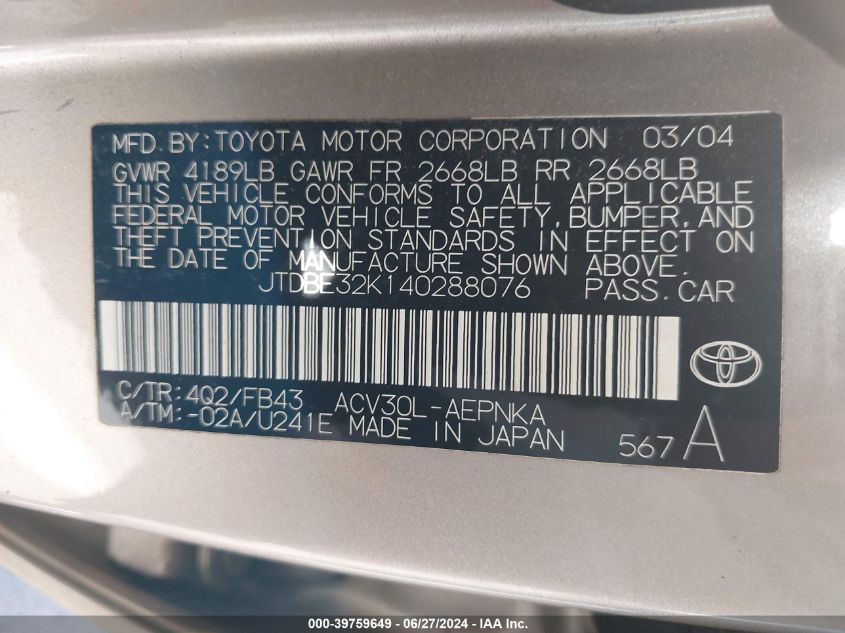 MFD.BY:TOYOTA MOTOR CORPORATION 03/04
GVWR 4189LB GAWR FR 2668LB RR 2668LB
THIS VEHICLE CONFORMS TO ALL APPLICABLE
FEDERAL MOTOR VEHICLE SAFETY,BUMPER,AND
THEFT PREVENTION STANDARDS IN EFFECT ON
THE DATE OF MANUFACTURE SHOWN ABOVE.
JTDBE32K140288076 PASS.CAR
C/TR:4Q2/FB43 ACV30L-AEPNKA
A/TM:-02A/U241E MADE IN JAPAN 567 A
000-39759649 - 06/27/2024 - IAA Inc.